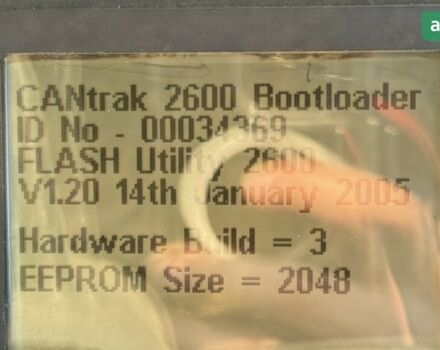 a
CANtrak 2600 Bootloader
ID No - 00034369
FLASH Utility 2600
V1.20 14th January 2005
Hardware Build = 3
EEPROM Size = 2048